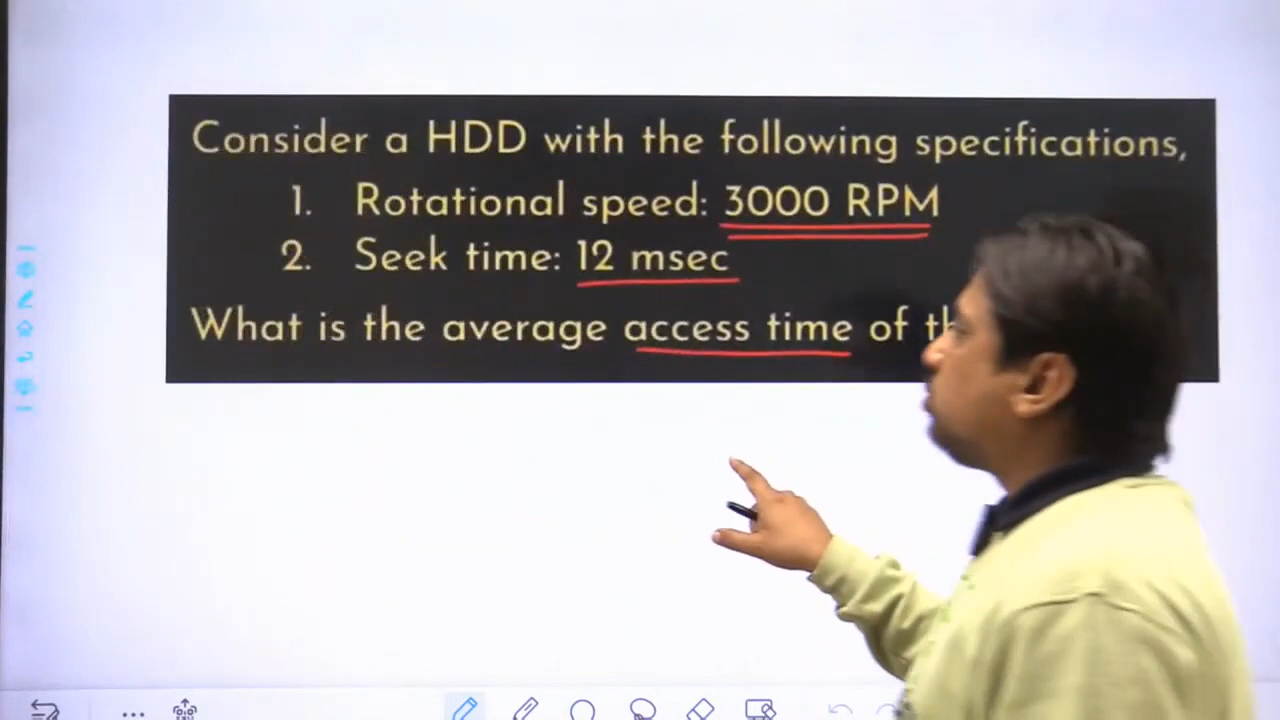 Consider a HDD with the following specifications,
1. Rotational speed: 3000 RPM
2. Seek time: 12 msec
What is the average access time of